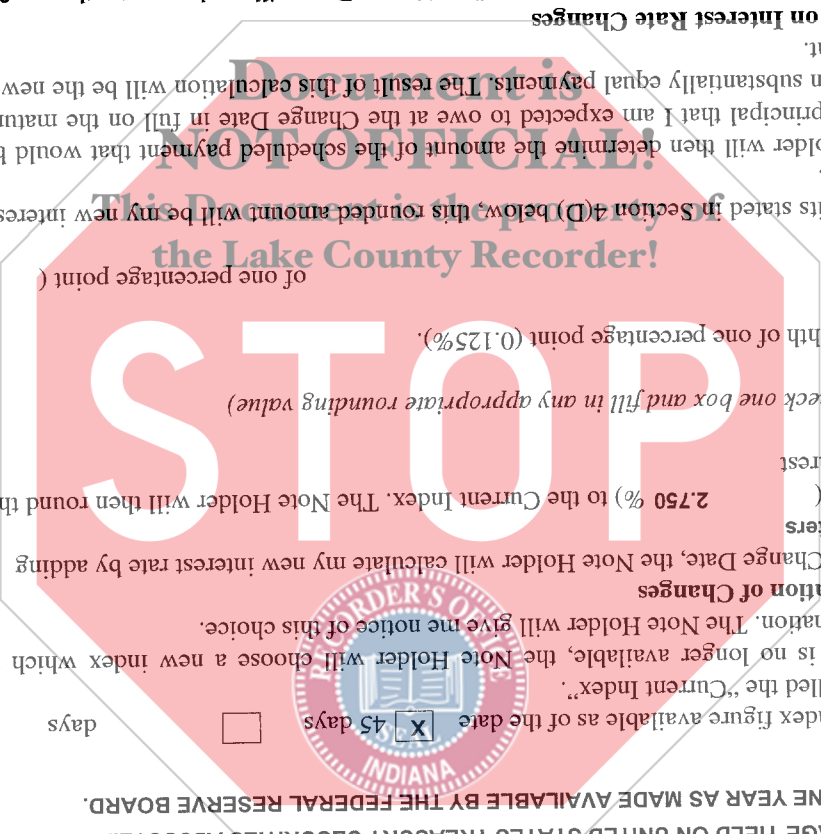 Document is
NOT OFFICIAL!
This Document is the property of
the Lake County Recorder!
STOP
RECORDER'S OFFICE
SEAL
INDIANA
NE YEAR AS MADE AVAILABLE BY THE FEDERAL RESERVE BOARD.
dex figure available as of the date X 45 days days
lled the “Current Index”.
is no longer available, the Note Holder will choose a new index which
mation. The Note Holder will give me notice of this choice.
ation of Changes
Change Date, the Note Holder will calculate my new interest rate by adding
ters
( 2.750 %) to the Current Index. The Note Holder will then round th
rest
eck one box and fill in any appropriate rounding value)
hth of one percentage point (0.125%).
of one percentage point (
its stated in Section 4(D) below, this rounded amount will be my new interes
older will then determine the amount of the scheduled payment that would b
principal that I am expected to owe at the Change Date in full on the matur
n substantially equal payments. The result of this calculation will be the new
nt.
on Interest Rate Changes